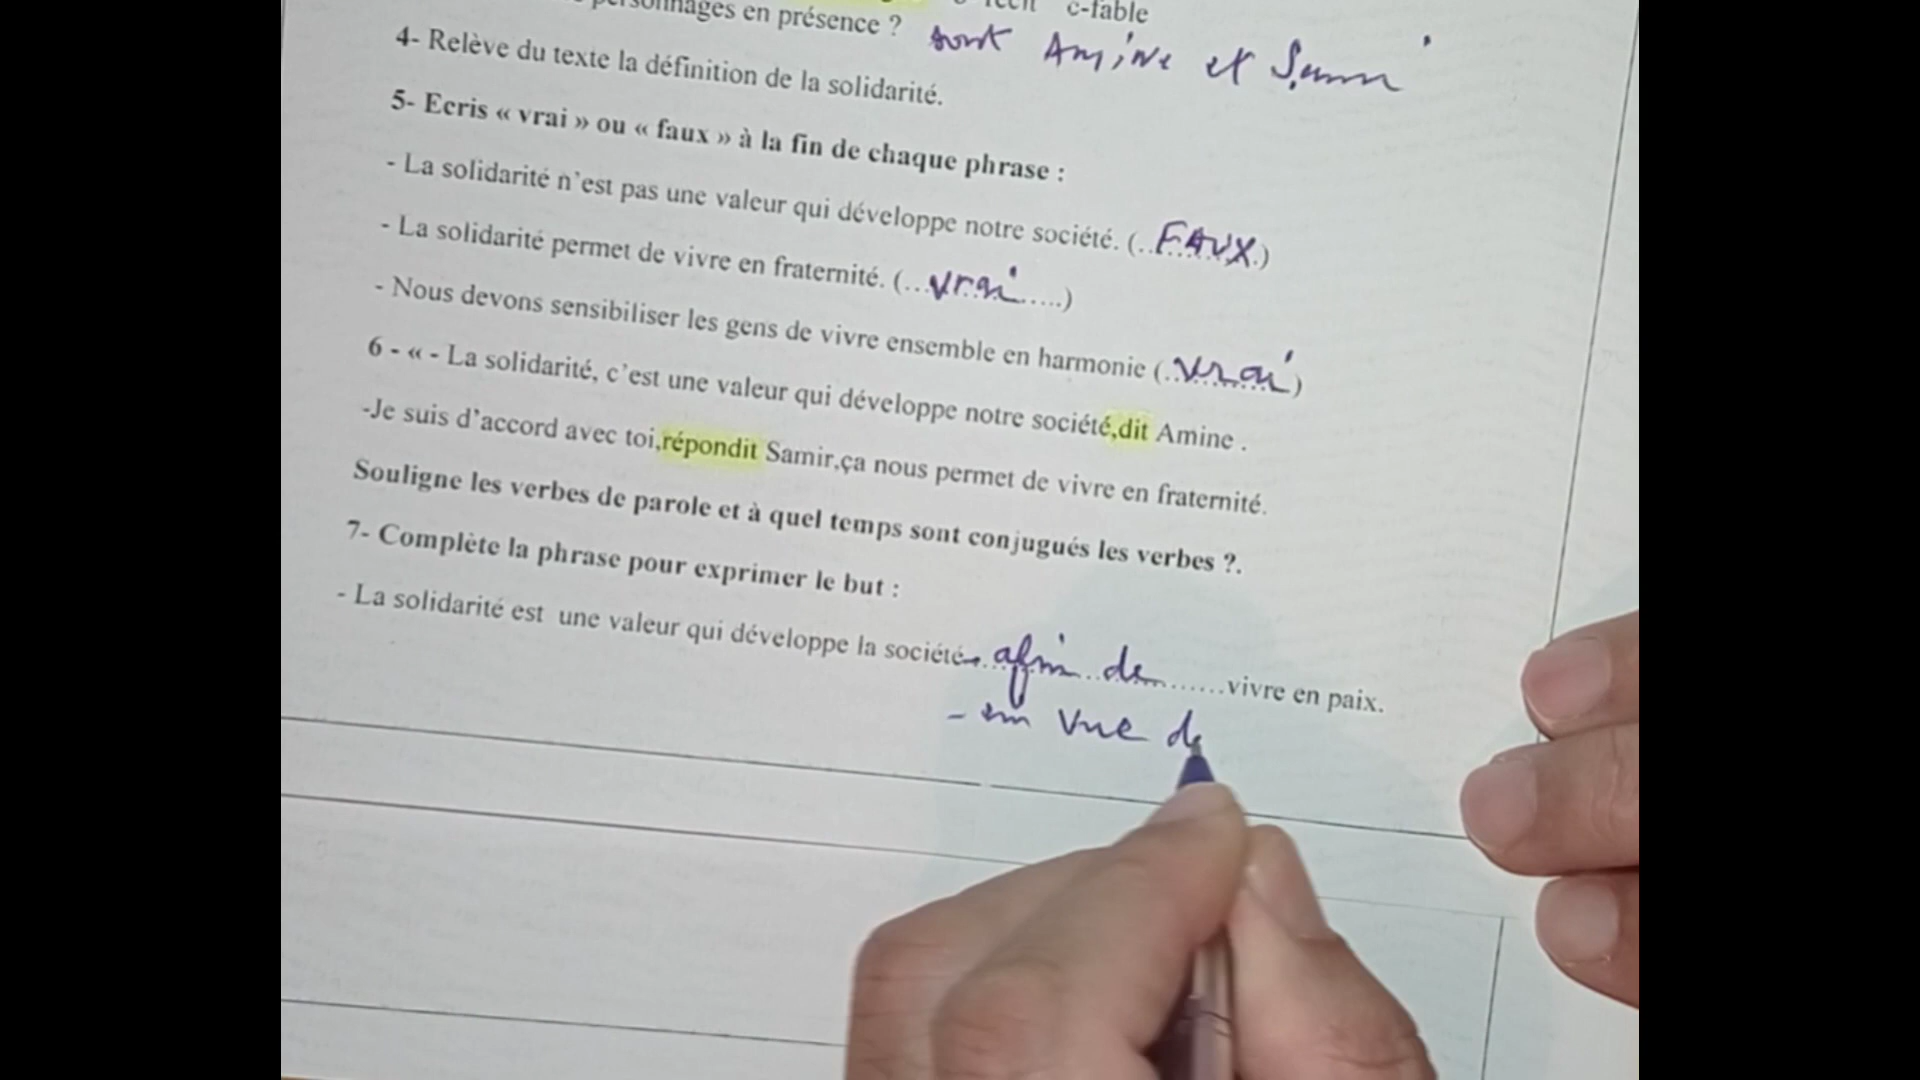 personnages en présence ? sont Amine et Samir
c-fable
4- Relève du texte la définition de la solidarité.
5- Ecris « vrai » ou « faux » à la fin de chaque phrase :
- La solidarité n'est pas une valeur qui développe notre société. (..FAUX.)
- La solidarité permet de vivre en fraternité. (...vrai.....)
- Nous devons sensibiliser les gens de vivre ensemble en harmonie (..vrai..)
6 - « - La solidarité, c'est une valeur qui développe notre société,dit Amine .
-Je suis d'accord avec toi,répondit Samir,ça nous permet de vivre en fraternité.
Souligne les verbes de parole et à quel temps sont conjugués les verbes ?.
7- Complète la phrase pour exprimer le but :
- La solidarité est une valeur qui développe la société...afin de......vivre en paix.
- en vue de